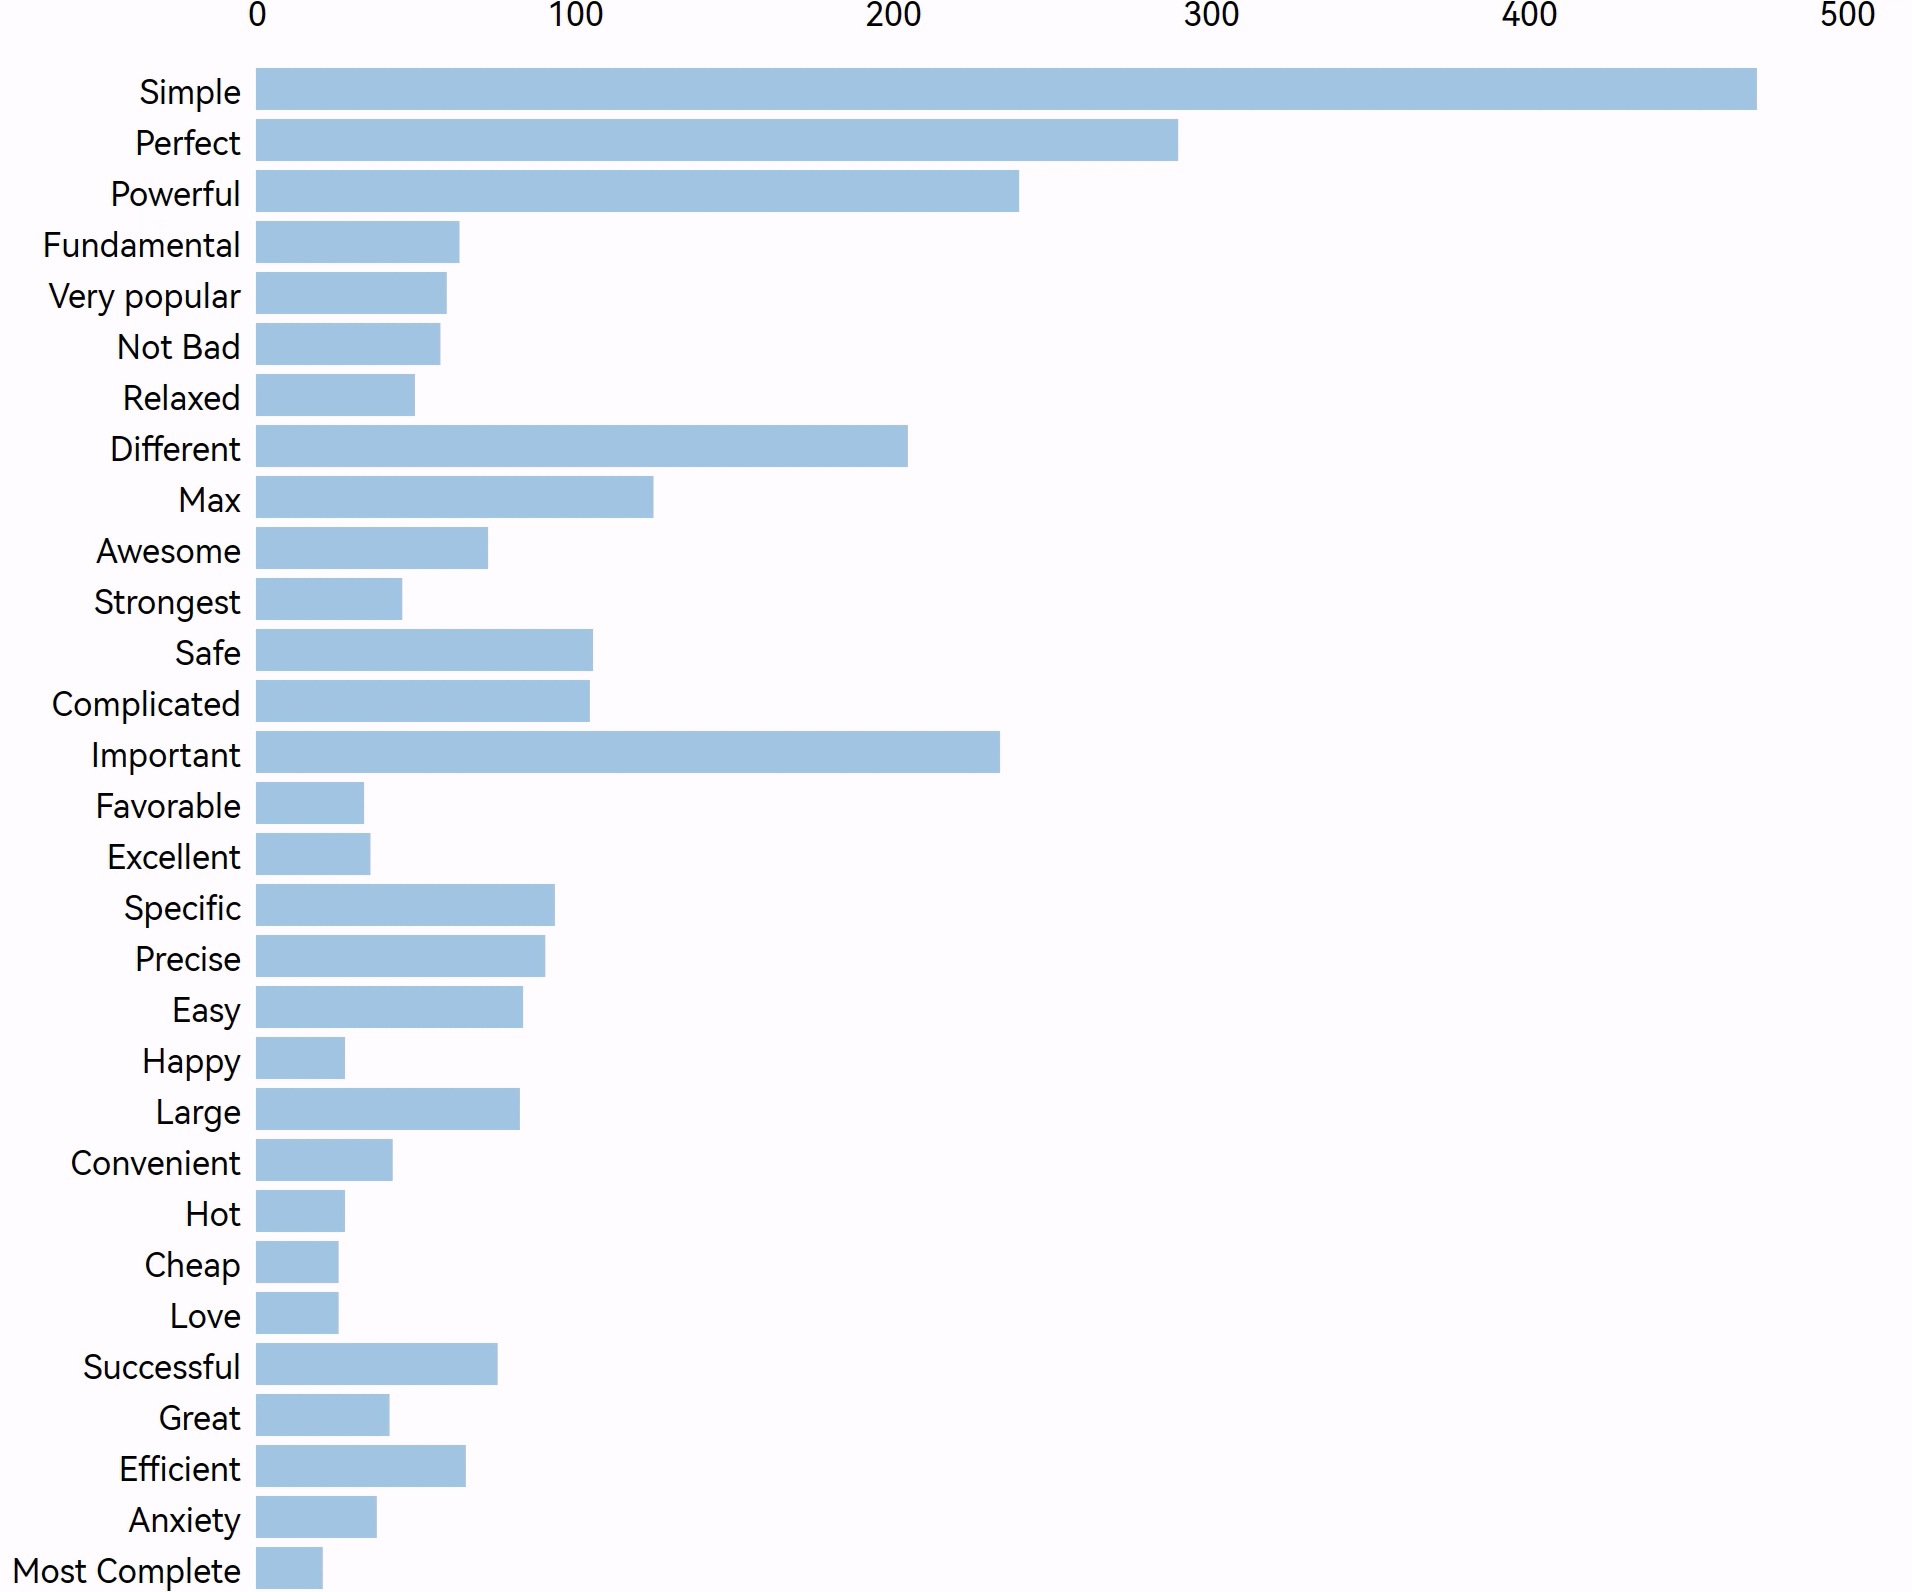 0 100 200 300 400 500
Simple
Perfect
Powerful
Fundamental
Very popular
Not Bad
Relaxed
Different
Max
Awesome
Strongest
Safe
Complicated
Important
Favorable
Excellent
Specific
Precise
Easy
Happy
Large
Convenient
Hot
Cheap
Love
Successful
Great
Efficient
Anxiety
Most Complete